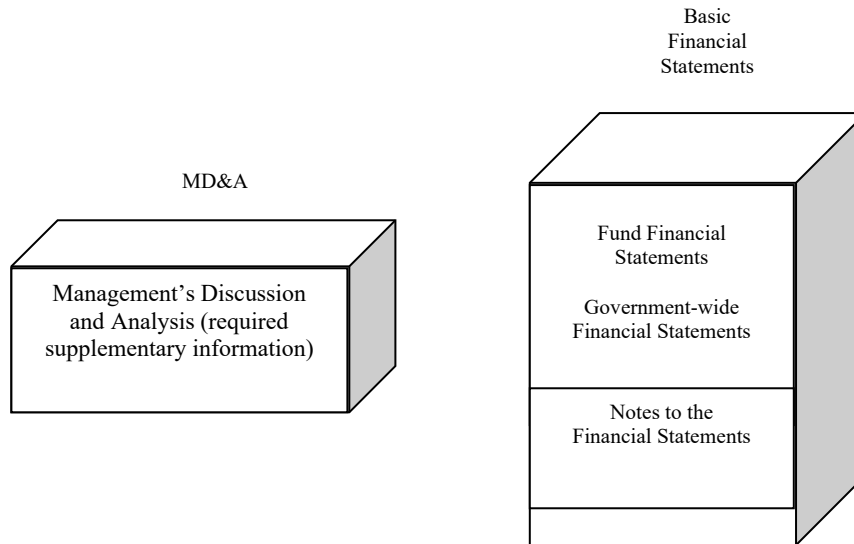 Basic
Financial
Statements
MD&A
Management’s Discussion
and Analysis (required
supplementary information)
Fund Financial
Statements
Government-wide
Financial Statements
Notes to the
Financial Statements